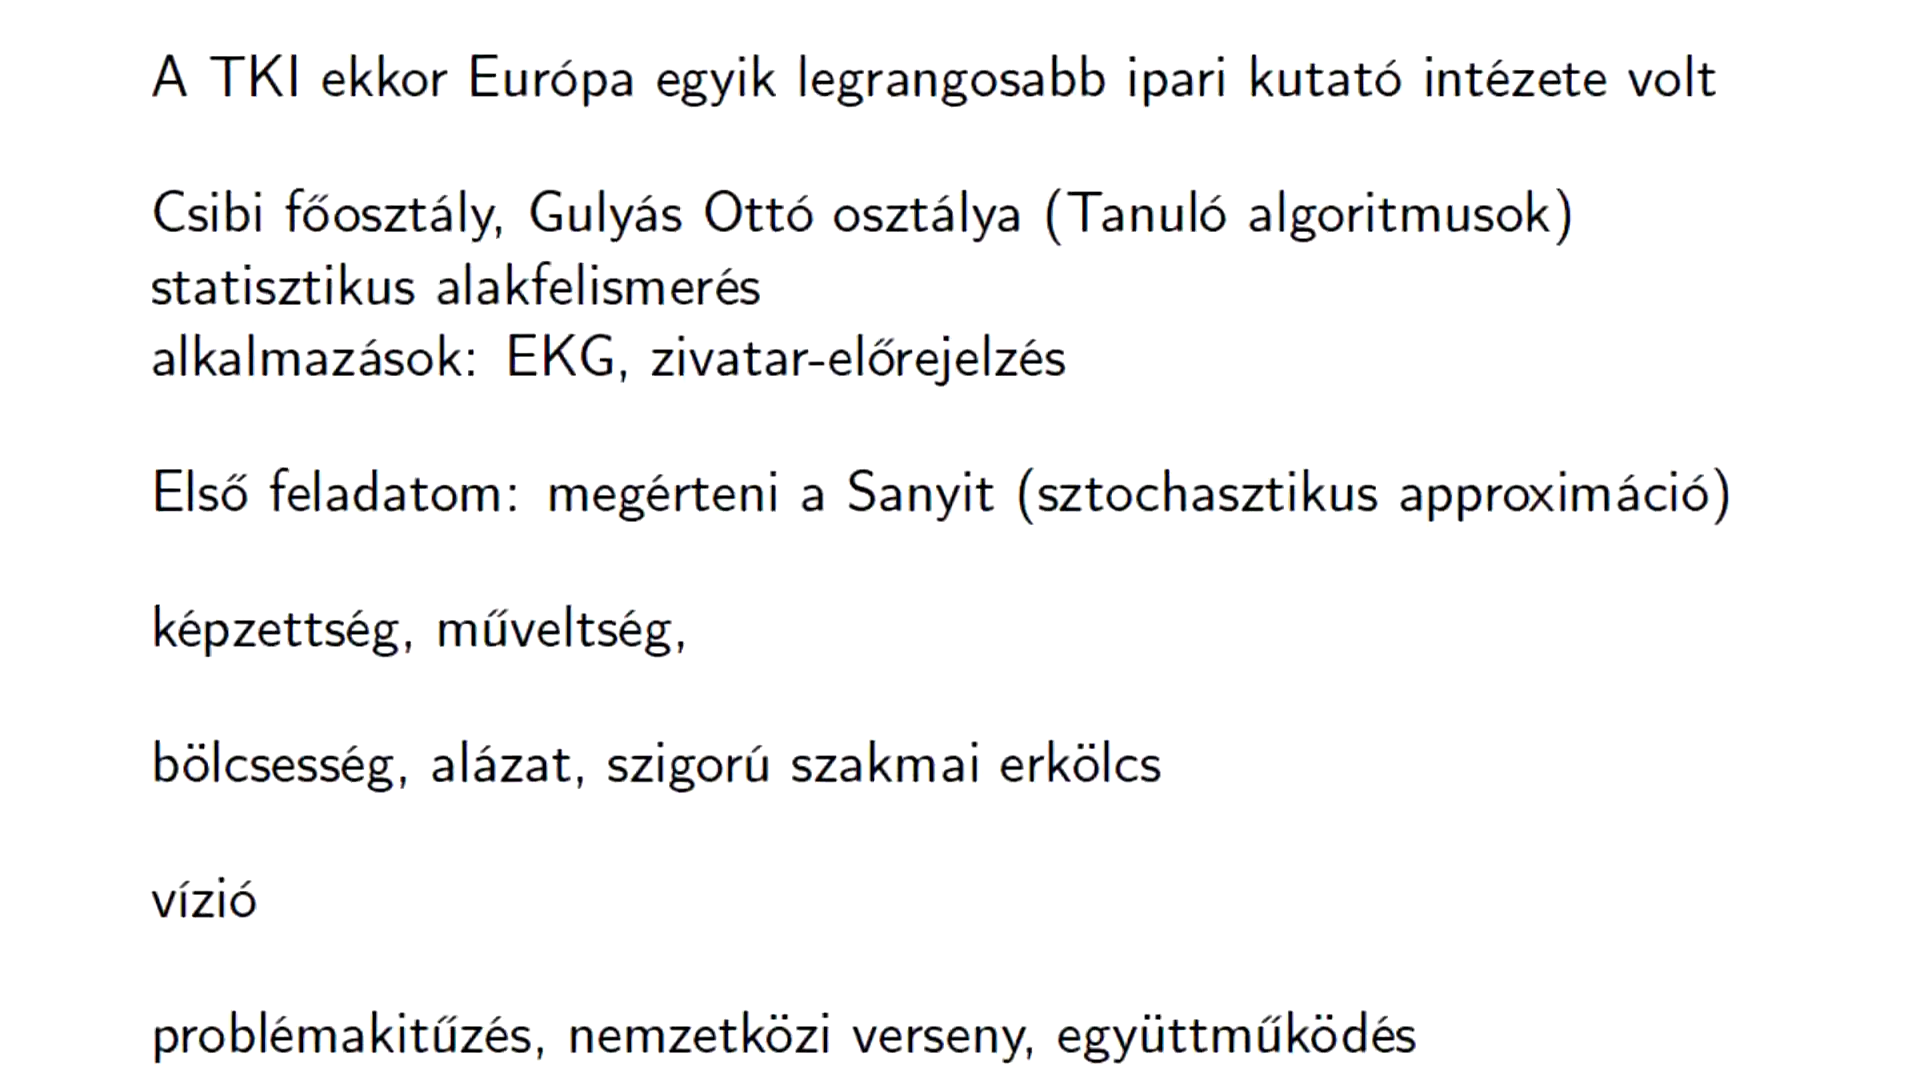 A TKI ekkor Európa egyik legrangosabb ipari kutató intézete volt
Csibi főosztály, Gulyás Ottó osztálya (Tanuló algoritmusok)
statisztikus alakfelismerés
alkalmazások: EKG, zivatar-előrejelzés
Első feladatom: megérteni a Sanyit (sztochasztikus approximáció)
képzettség, műveltség,
bölcsesség, alázat, szigorú szakmai erkölcs
vízió
problémakitűzés, nemzetközi verseny, együttműködés